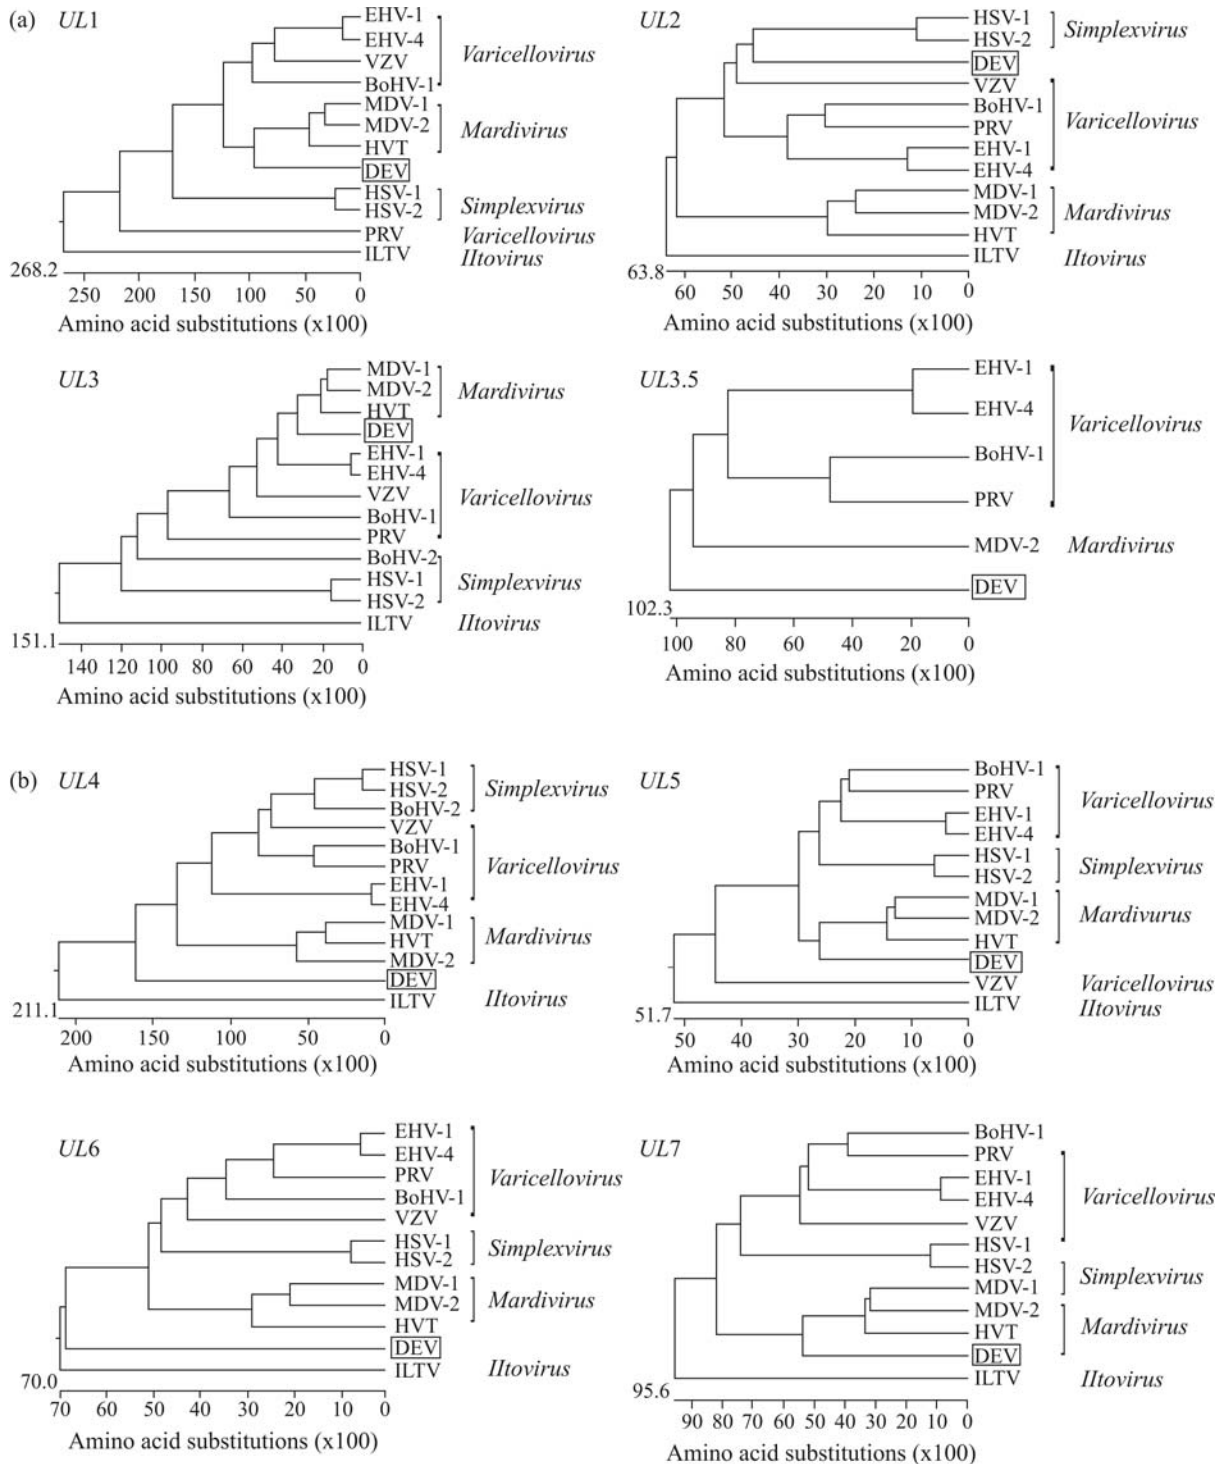 (a) UL1
EHV-1
EHV-4
VZV
BoHV-1
MDV-1
MDV-2
HVT
DEV
HSV-1
HSV-2
PRV
ILTV
Varicellovirus
Mardivirus
Simplexvirus
Varicellovirus
IItovirus
268.2
250 200 150 100 50 0
Amino acid substitutions (x100)
UL2
HSV-1
HSV-2
DEV
VZV
BoHV-1
PRV
EHV-1
EHV-4
MDV-1
MDV-2
HVT
ILTV
Simplexvirus
Varicellovirus
Mardivirus
IItovirus
63.8
60 50 40 30 20 10 0
Amino acid substitutions (x100)
UL3
MDV-1
MDV-2
HVT
DEV
EHV-1
EHV-4
VZV
BoHV-1
PRV
BoHV-2
HSV-1
HSV-2
ILTV
Mardivirus
Varicellovirus
Simplexvirus
IItovirus
151.1
140 120 100 80 60 40 20 0
Amino acid substitutions (x100)
UL3.5
EHV-1
EHV-4
BoHV-1
PRV
MDV-2
DEV
Varicellovirus
Mardivirus
102.3
100 80 60 40 20 0
Amino acid substitutions (x100)
(b) UL4
HSV-1
HSV-2
BoHV-2
VZV
BoHV-1
PRV
EHV-1
EHV-4
MDV-1
HVT
MDV-2
DEV
ILTV
Simplexvirus
Varicellovirus
Mardivirus
IItovirus
211.1
200 150 100 50 0
Amino acid substitutions (x100)
UL5
BoHV-1
PRV
EHV-1
EHV-4
HSV-1
HSV-2
MDV-1
MDV-2
HVT
DEV
VZV
ILTV
Varicellovirus
Simplexvirus
Mardivurus
Varicellovirus
IItovirus
51.7
50 40 30 20 10 0
Amino acid substitutions (x100)
UL6
EHV-1
EHV-4
PRV
BoHV-1
VZV
HSV-1
HSV-2
MDV-1
MDV-2
HVT
DEV
ILTV
Varicellovirus
Simplexvirus
Mardivirus
IItovirus
70.0
70 60 50 40 30 20 10 0
Amino acid substitutions (x100)
UL7
BoHV-1
PRV
EHV-1
EHV-4
VZV
HSV-1
HSV-2
MDV-1
MDV-2
HVT
DEV
ILTV
Varicellovirus
Simplexvirus
Mardivirus
IItovirus
95.6
90 80 70 60 50 40 30 20 10 0
Amino acid substitutions (x100)